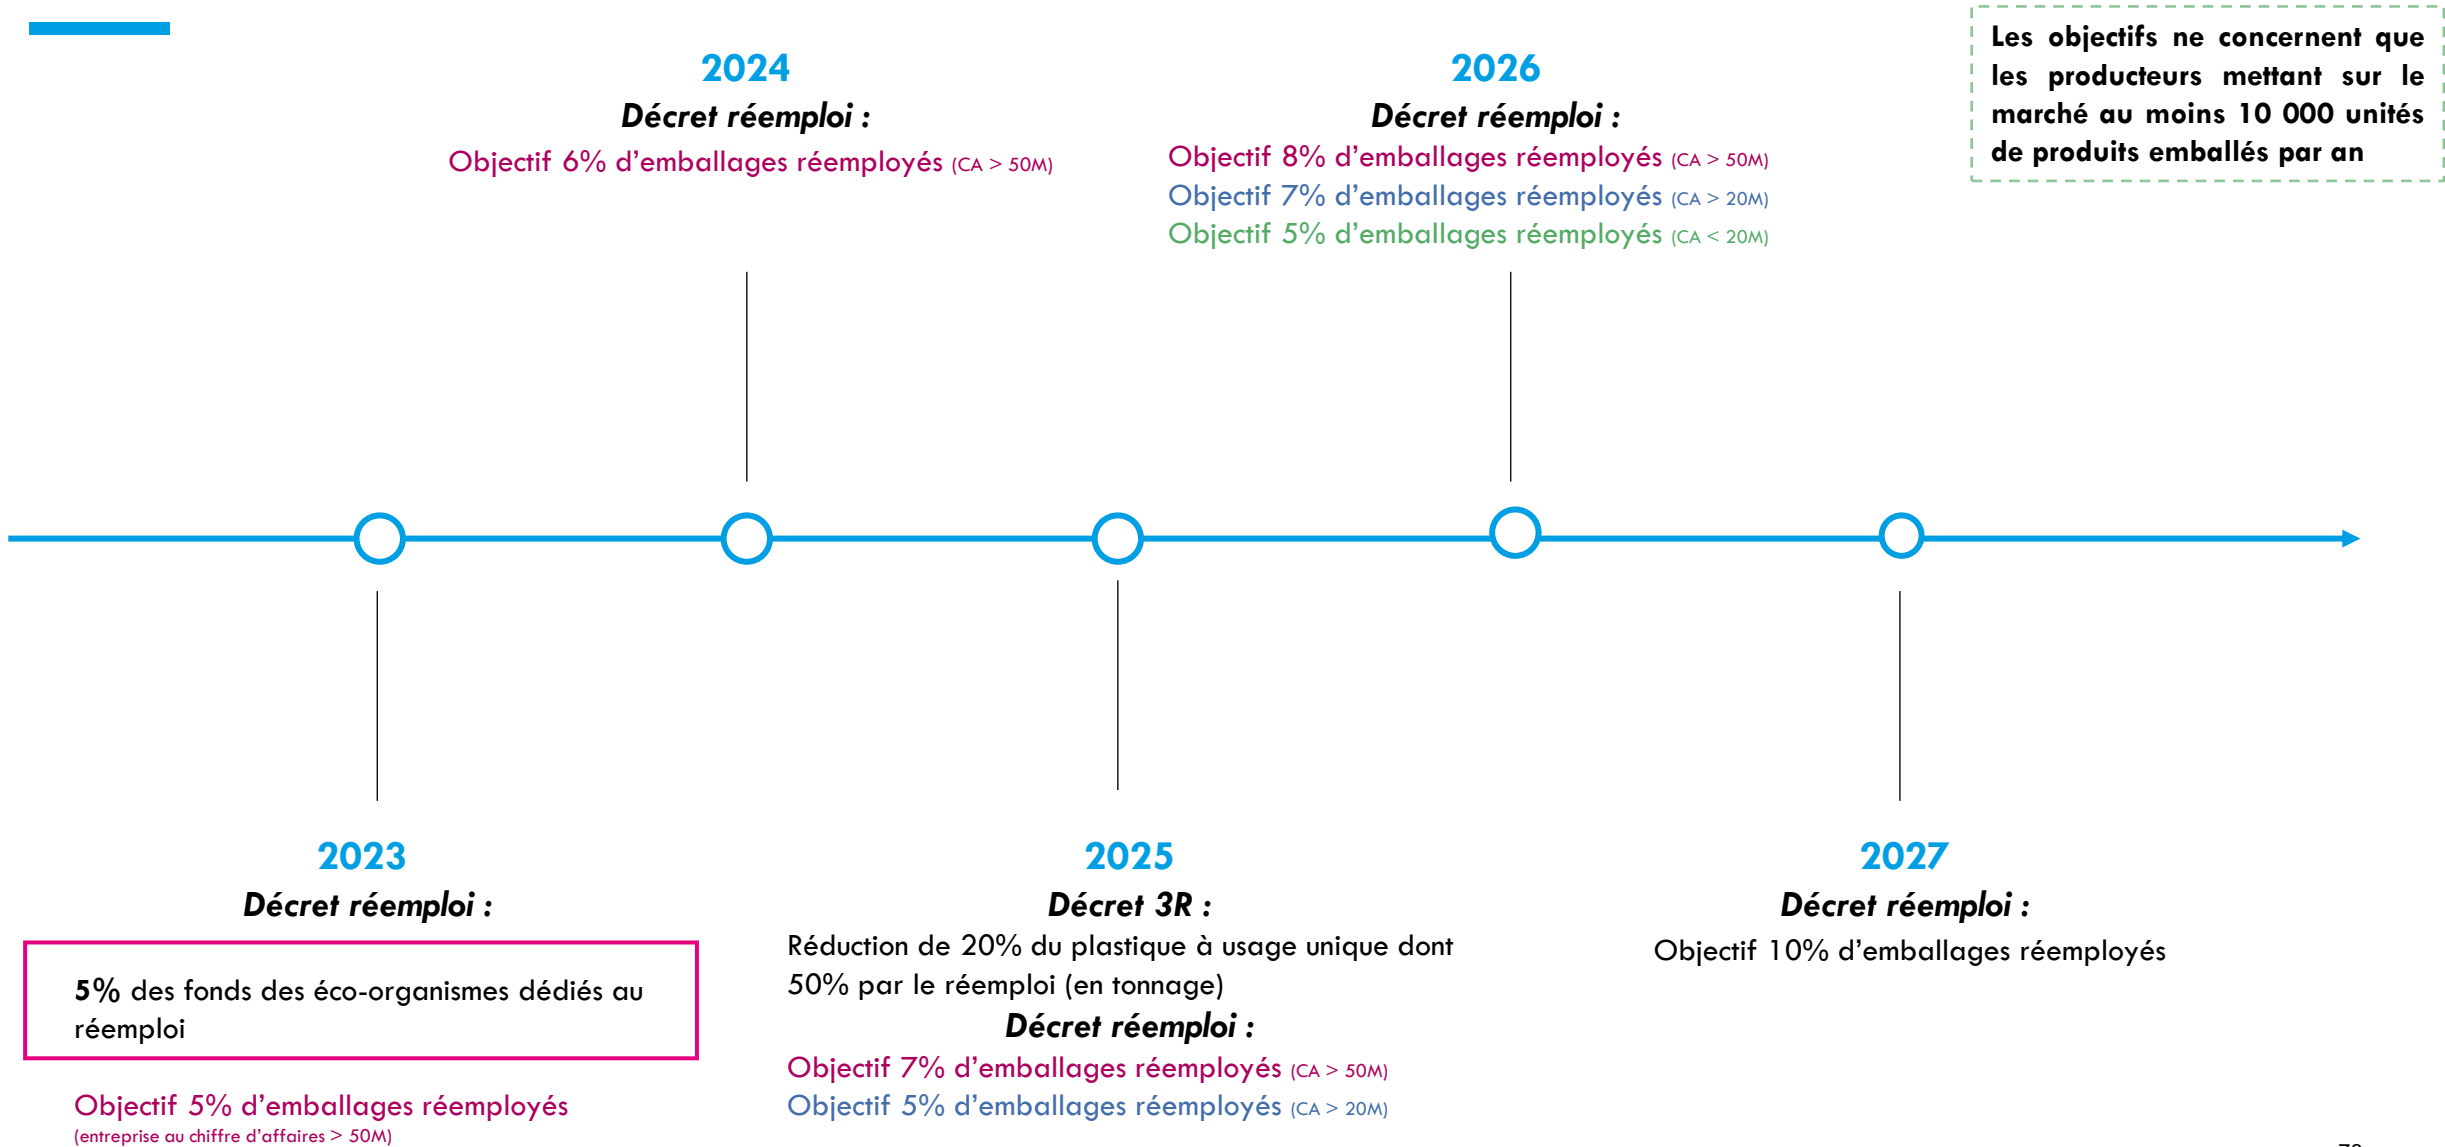 Les objectifs ne concernent que
les producteurs mettant sur le
marché au moins 10 000 unités
de produits emballés par an
2024
Décret réemploi :
Objectif 6% d’emballages réemployés (CA > 50M)
2026
Décret réemploi :
Objectif 8% d’emballages réemployés (CA > 50M)
Objectif 7% d’emballages réemployés (CA > 20M)
Objectif 5% d’emballages réemployés (CA < 20M)
2023
Décret réemploi :
5% des fonds des éco-organismes dédiés au
réemploi
Objectif 5% d’emballages réemployés
(entreprise au chiffre d’affaires > 50M)
2025
Décret 3R :
Réduction de 20% du plastique à usage unique dont
50% par le réemploi (en tonnage)
Décret réemploi :
Objectif 7% d’emballages réemployés (CA > 50M)
Objectif 5% d’emballages réemployés (CA > 20M)
2027
Décret réemploi :
Objectif 10% d’emballages réemployés